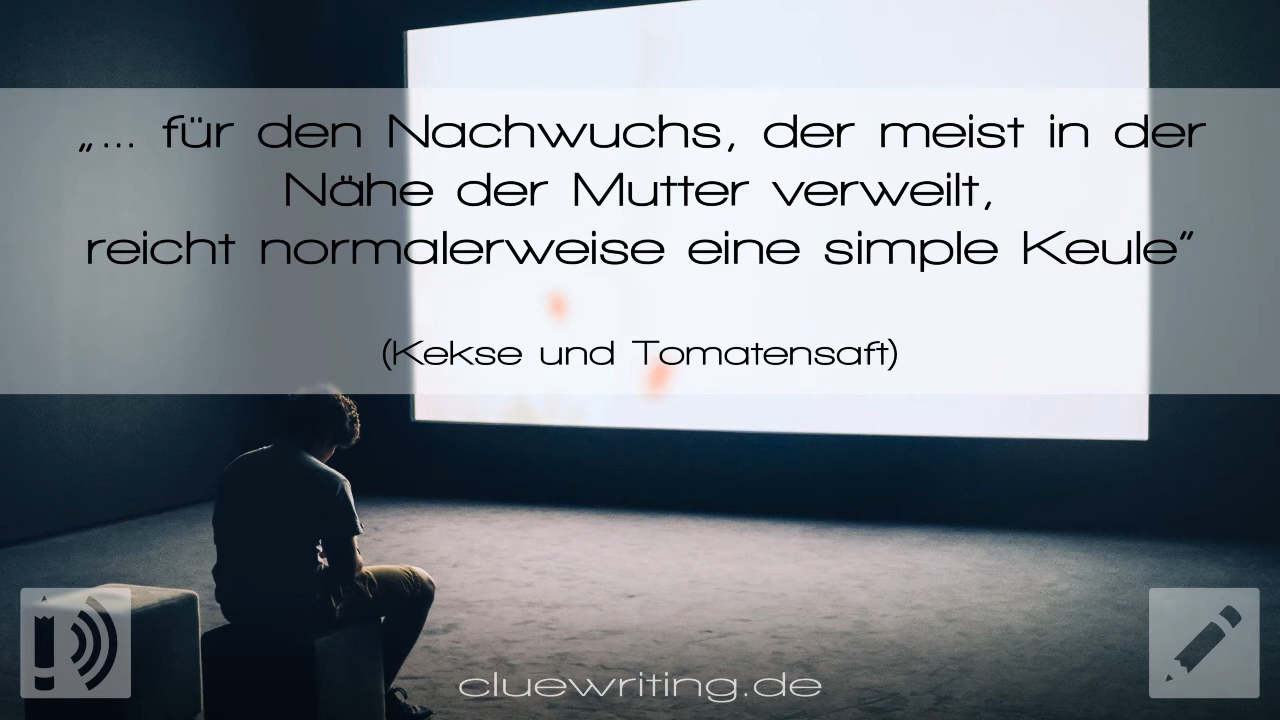 „... für den Nachwuchs, der meist in der
Nähe der Mutter verweilt,
reicht normalerweise eine simple Keule”
(Kekse und Tomatensaft)
cluewriting.de